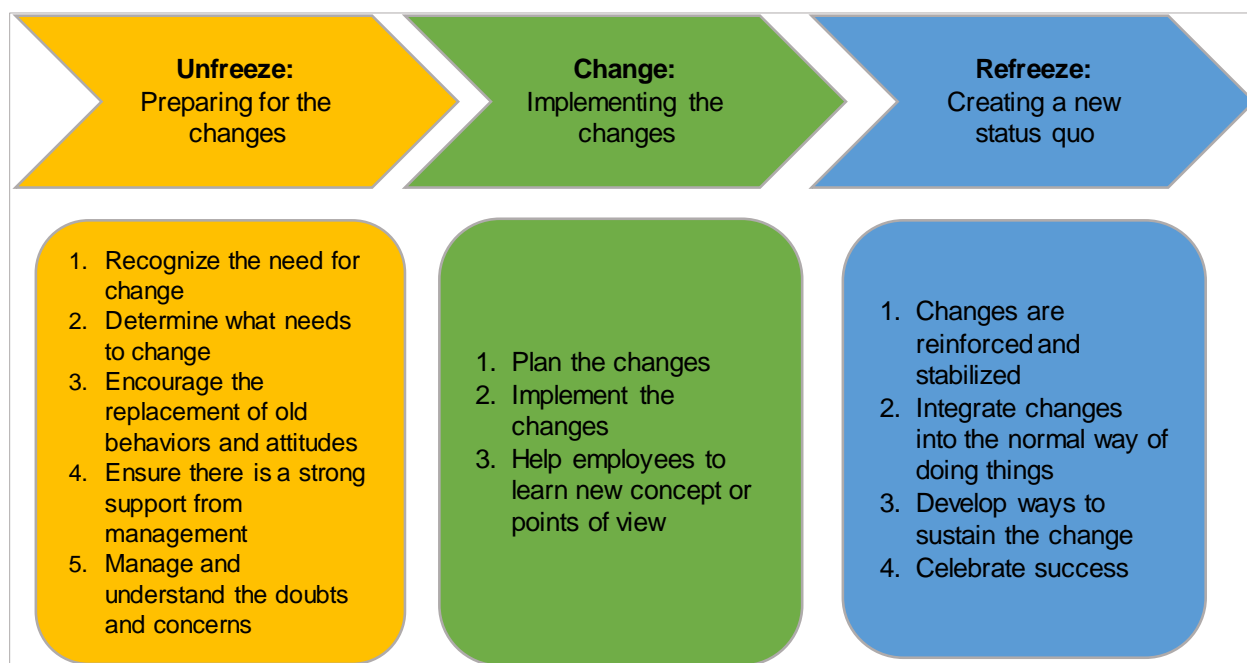 Unfreeze:
Preparing for the
changes
Change:
Implementing the
changes
Refreeze:
Creating a new
status quo
1. Recognize the need for
change
2. Determine what needs
to change
3. Encourage the
replacement of old
behaviors and attitudes
4. Ensure there is a strong
support from
management
5. Manage and
understand the doubts
and concerns
1. Plan the changes
2. Implement the
changes
3. Help employees to
learn new concept or
points of view
1. Changes are
reinforced and
stabilized
2. Integrate changes
into the normal way of
doing things
3. Develop ways to
sustain the change
4. Celebrate success